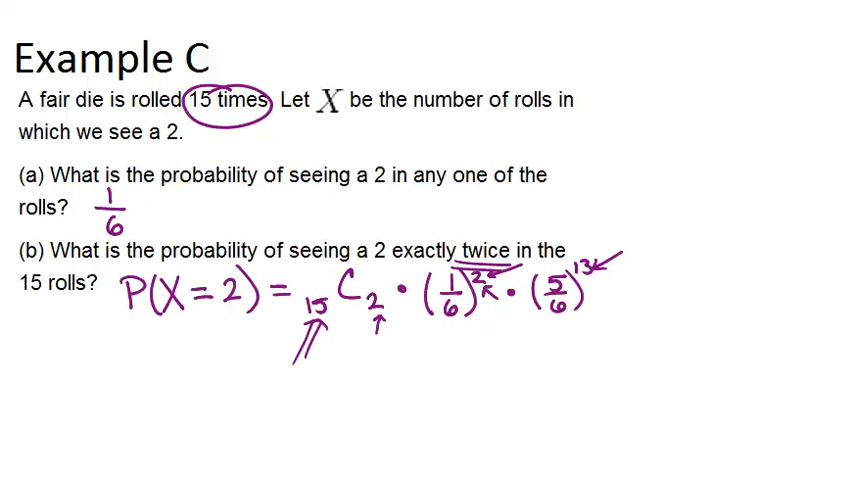 Example C
A fair die is rolled 15 times. Let X be the number of rolls in
which we see a 2.
(a) What is the probability of seeing a 2 in any one of the
rolls? 1/6
(b) What is the probability of seeing a 2 exactly twice in the
15 rolls? P(X = 2) = ₁₅C₂ • (1/6)² • (5/6)¹³